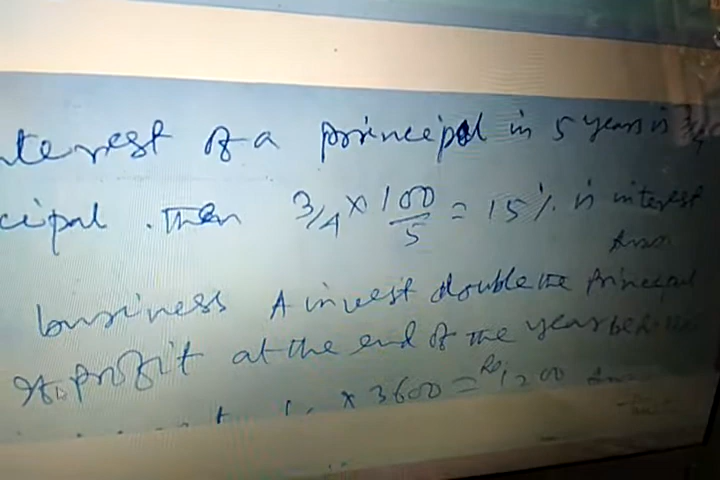 terest of a principal in 5 years is 3/4
cipal . Then 3/4 × 100/5 = 15 % is interest
Ans
business A invest double the principal
profit at the end of the year
× 3600 = Rs 1200 Ans